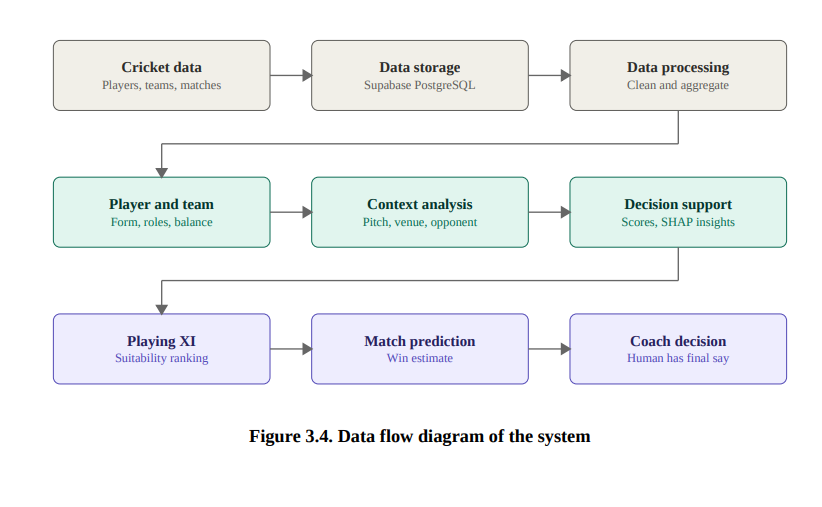 Cricket data
Players, teams, matches
Data storage
Supabase PostgreSQL
Data processing
Clean and aggregate
Player and team
Form, roles, balance
Context analysis
Pitch, venue, opponent
Decision support
Scores, SHAP insights
Playing XI
Suitability ranking
Match prediction
Win estimate
Coach decision
Human has final say
Figure 3.4. Data flow diagram of the system